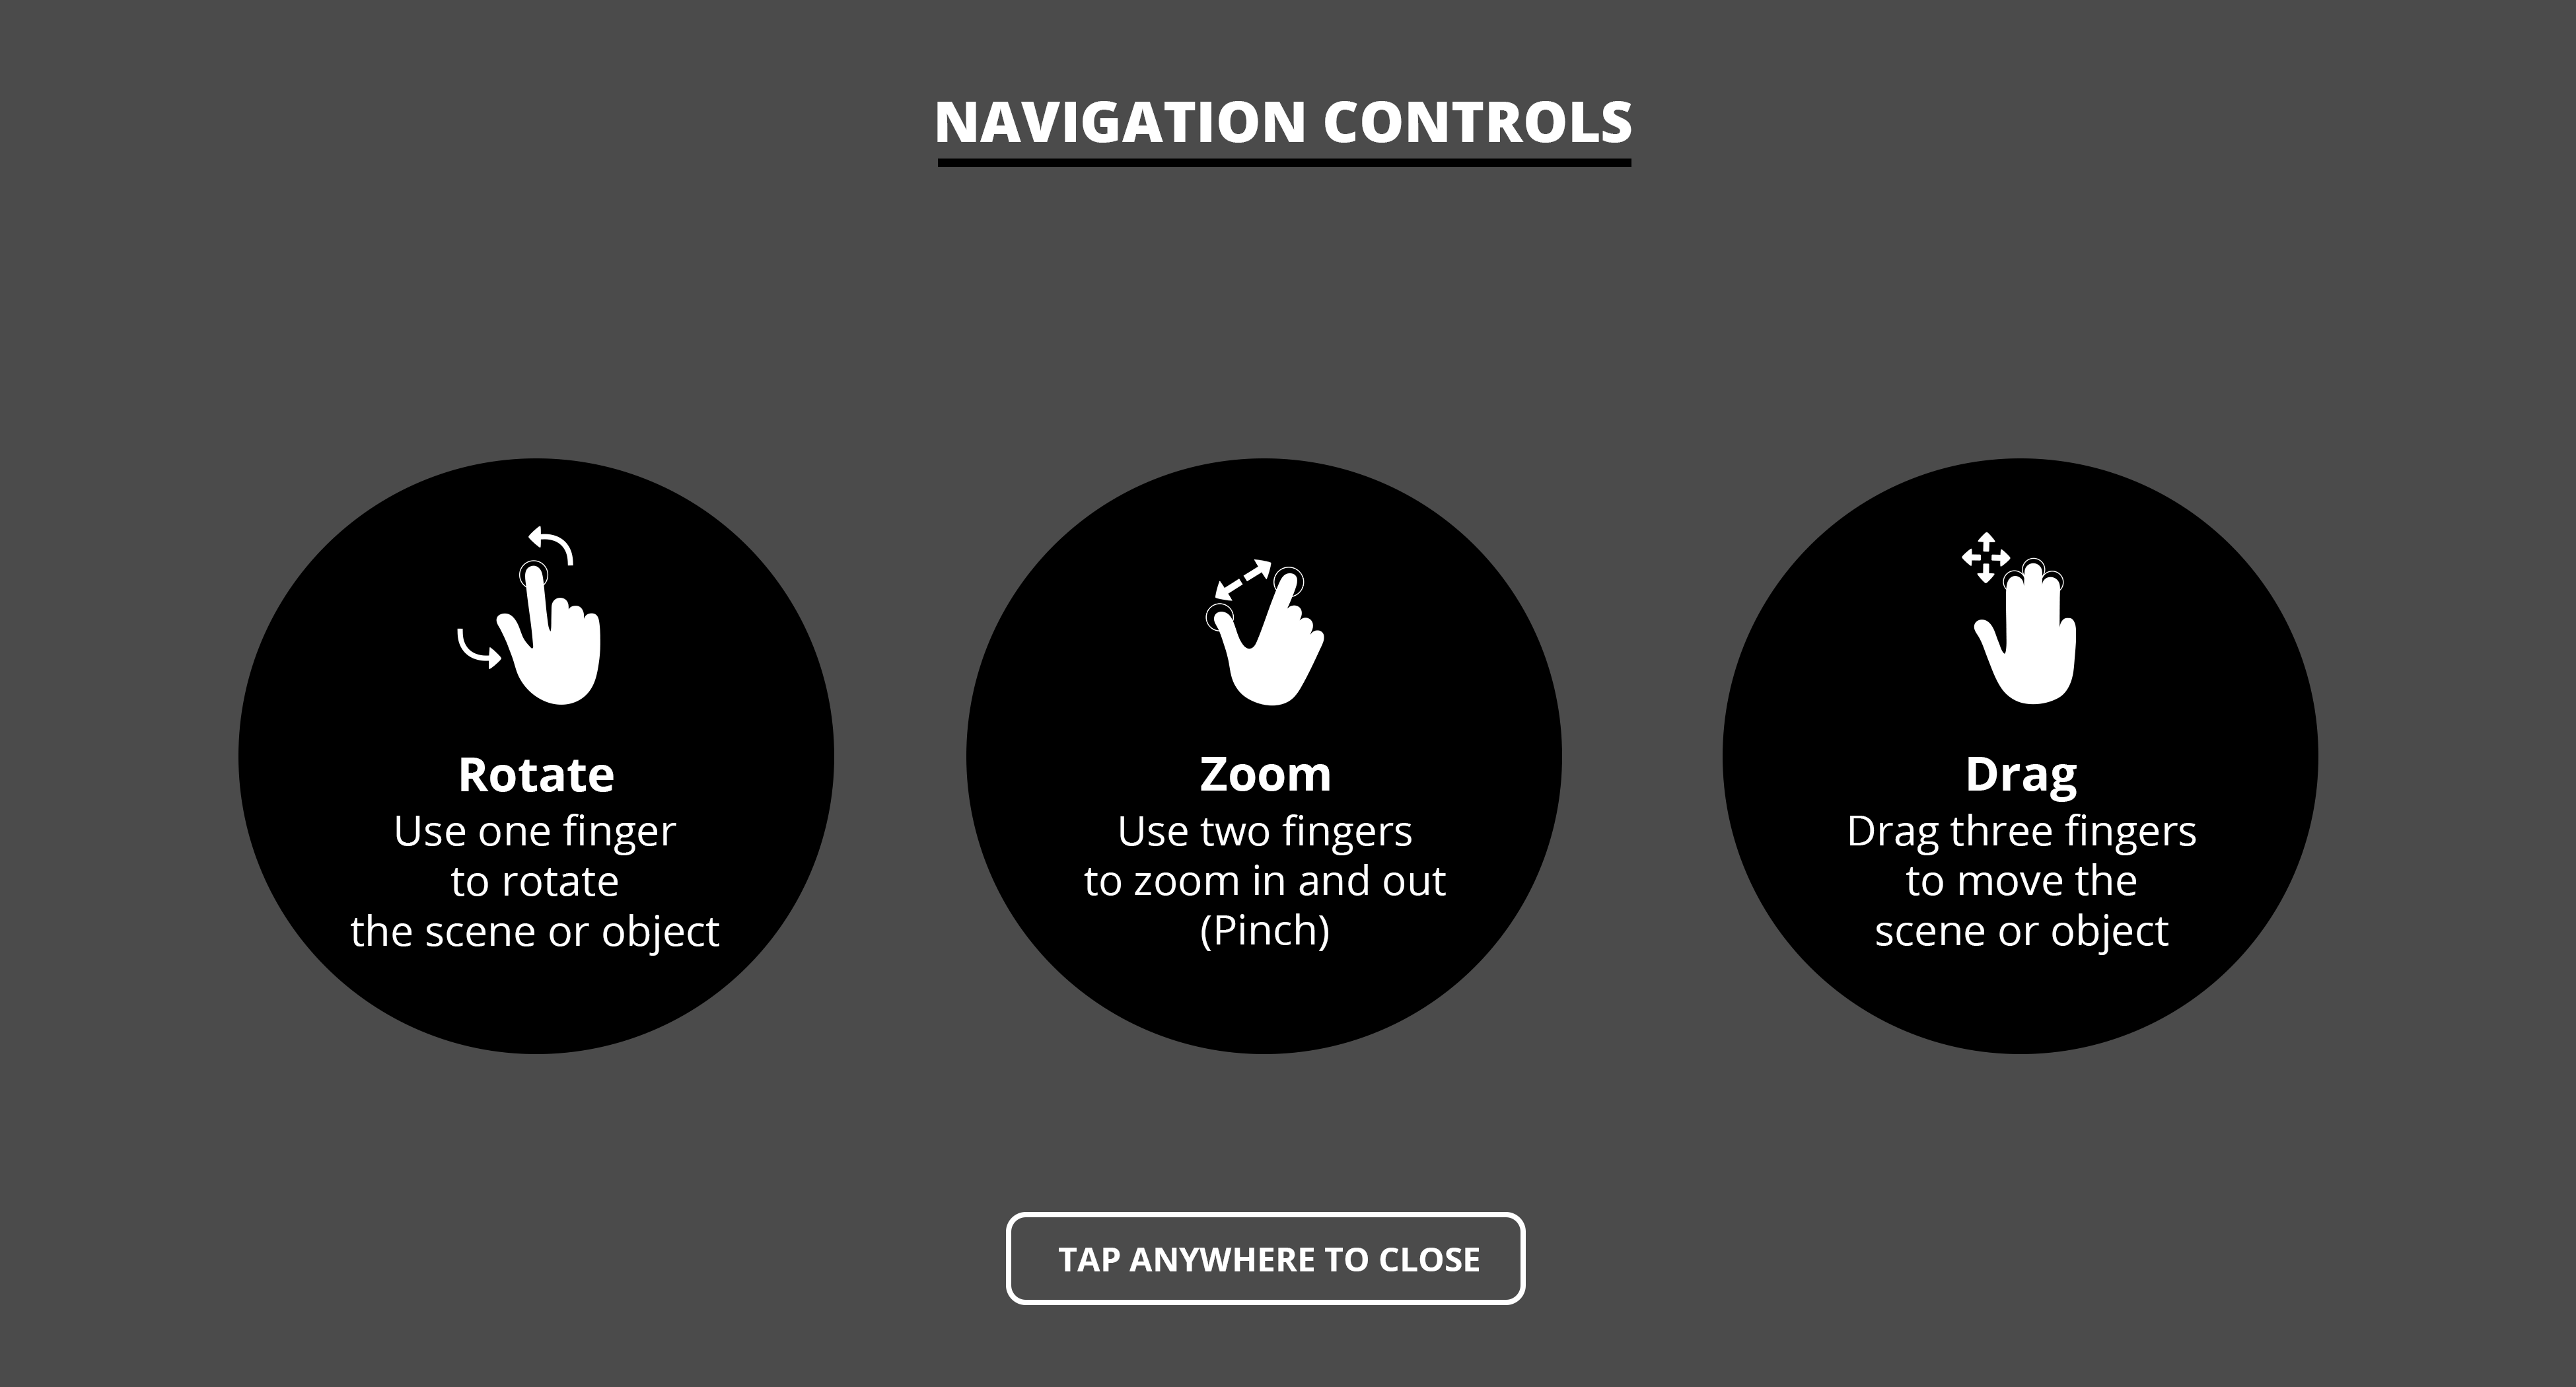 NAVIGATION CONTROLS
Rotate
Use one finger
to rotate
the scene or object
Zoom
Use two fingers
to zoom in and out
(Pinch)
Drag
Drag three fingers
to move the
scene or object
TAP ANYWHERE TO CLOSE